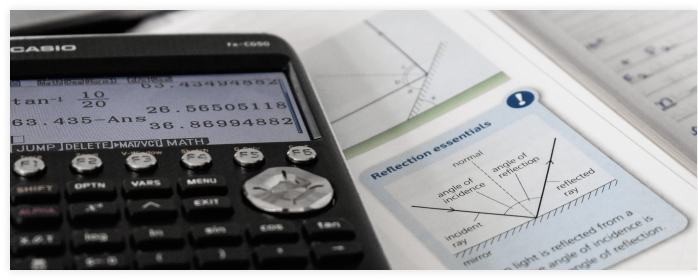 CASIO
fx-CG50
63.43494882
tan⁻¹ 10
20
26.56505118
63.435-Ans
36.86994882
JUMP DELETE ▶MAT/VCT MATH
F1 F2 F3 F4 F5 F6
SHIFT OPTN VARS MENU
ALPHA x² ^ EXIT
X,θ,T log ln sin cos tan
!
Reflection essentials
normal
angle of
incidence
angle of
reflection
incident
ray
reflected
ray
mirror
light is reflected from a
angle of incidence is
angle of reflection.